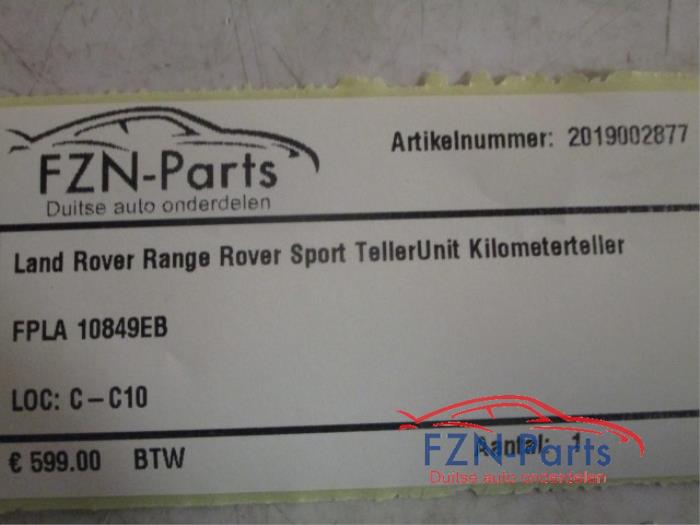 FZN-Parts
Duitse auto onderdelen
Artikelnummer: 2019002877
Land Rover Range Rover Sport TellerUnit Kilometerteller
FPLA 10849EB
LOC: C-C10
€ 599.00 BTW
Aantal: 1
FZN-Parts
Duitse auto onderdelen